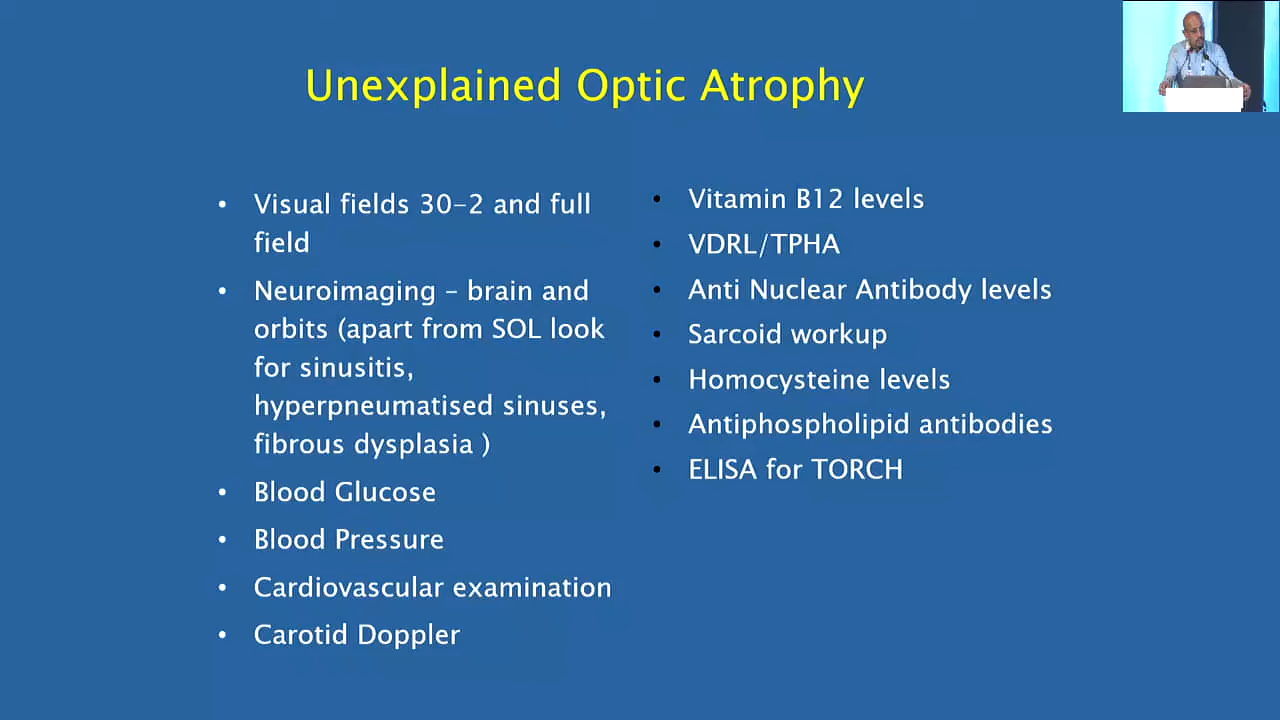 Unexplained Optic Atrophy
• Visual fields 30-2 and full
field
• Neuroimaging - brain and
orbits (apart from SOL look
for sinusitis,
hyperpneumatised sinuses,
fibrous dysplasia )
• Blood Glucose
• Blood Pressure
• Cardiovascular examination
• Carotid Doppler
• Vitamin B12 levels
• VDRL/TPHA
• Anti Nuclear Antibody levels
• Sarcoid workup
• Homocysteine levels
• Antiphospholipid antibodies
• ELISA for TORCH